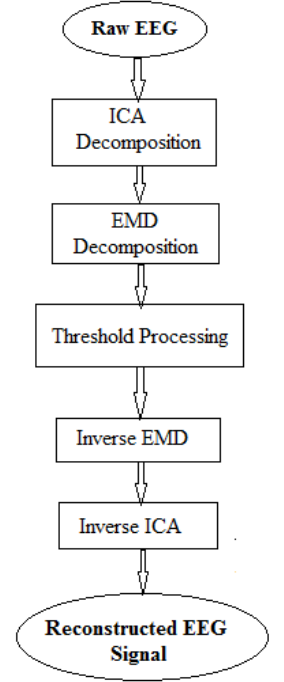 Raw EEG
ICA
Decomposition
EMD
Decomposition
Threshold Processing
Inverse EMD
Inverse ICA
Reconstructed EEG
Signal